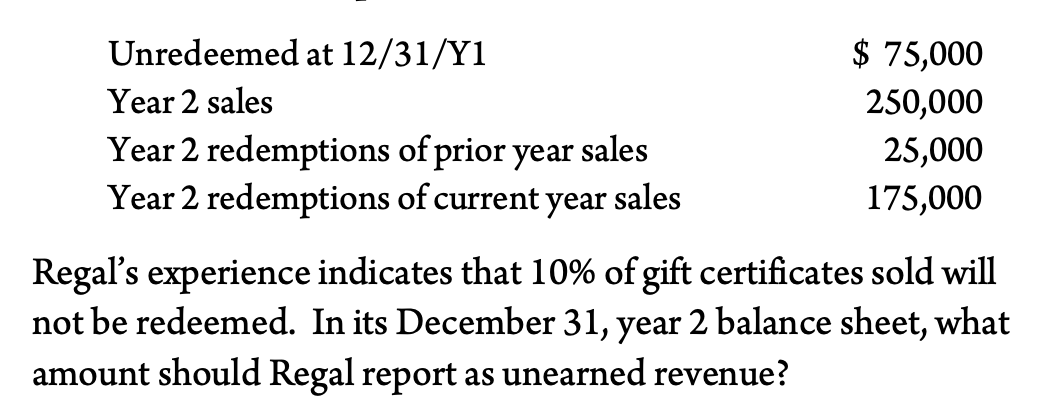 Unredeemed at 12/31/Y1 $ 75,000
Year 2 sales 250,000
Year 2 redemptions of prior year sales 25,000
Year 2 redemptions of current year sales 175,000
Regal’s experience indicates that 10% of gift certificates sold will
not be redeemed. In its December 31, year 2 balance sheet, what
amount should Regal report as unearned revenue?